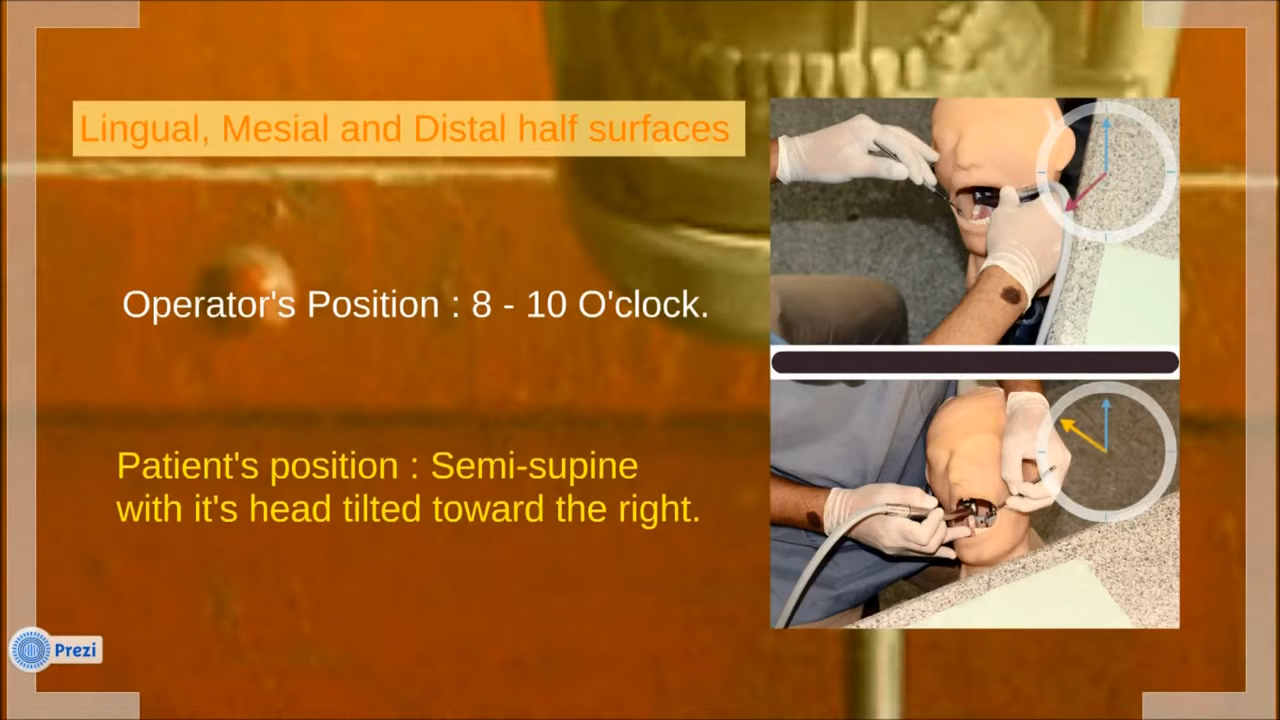 Lingual, Mesial and Distal half surfaces
Operator's Position : 8 - 10 O'clock.
Patient's position : Semi-supine
with it's head tilted toward the right.
Prezi